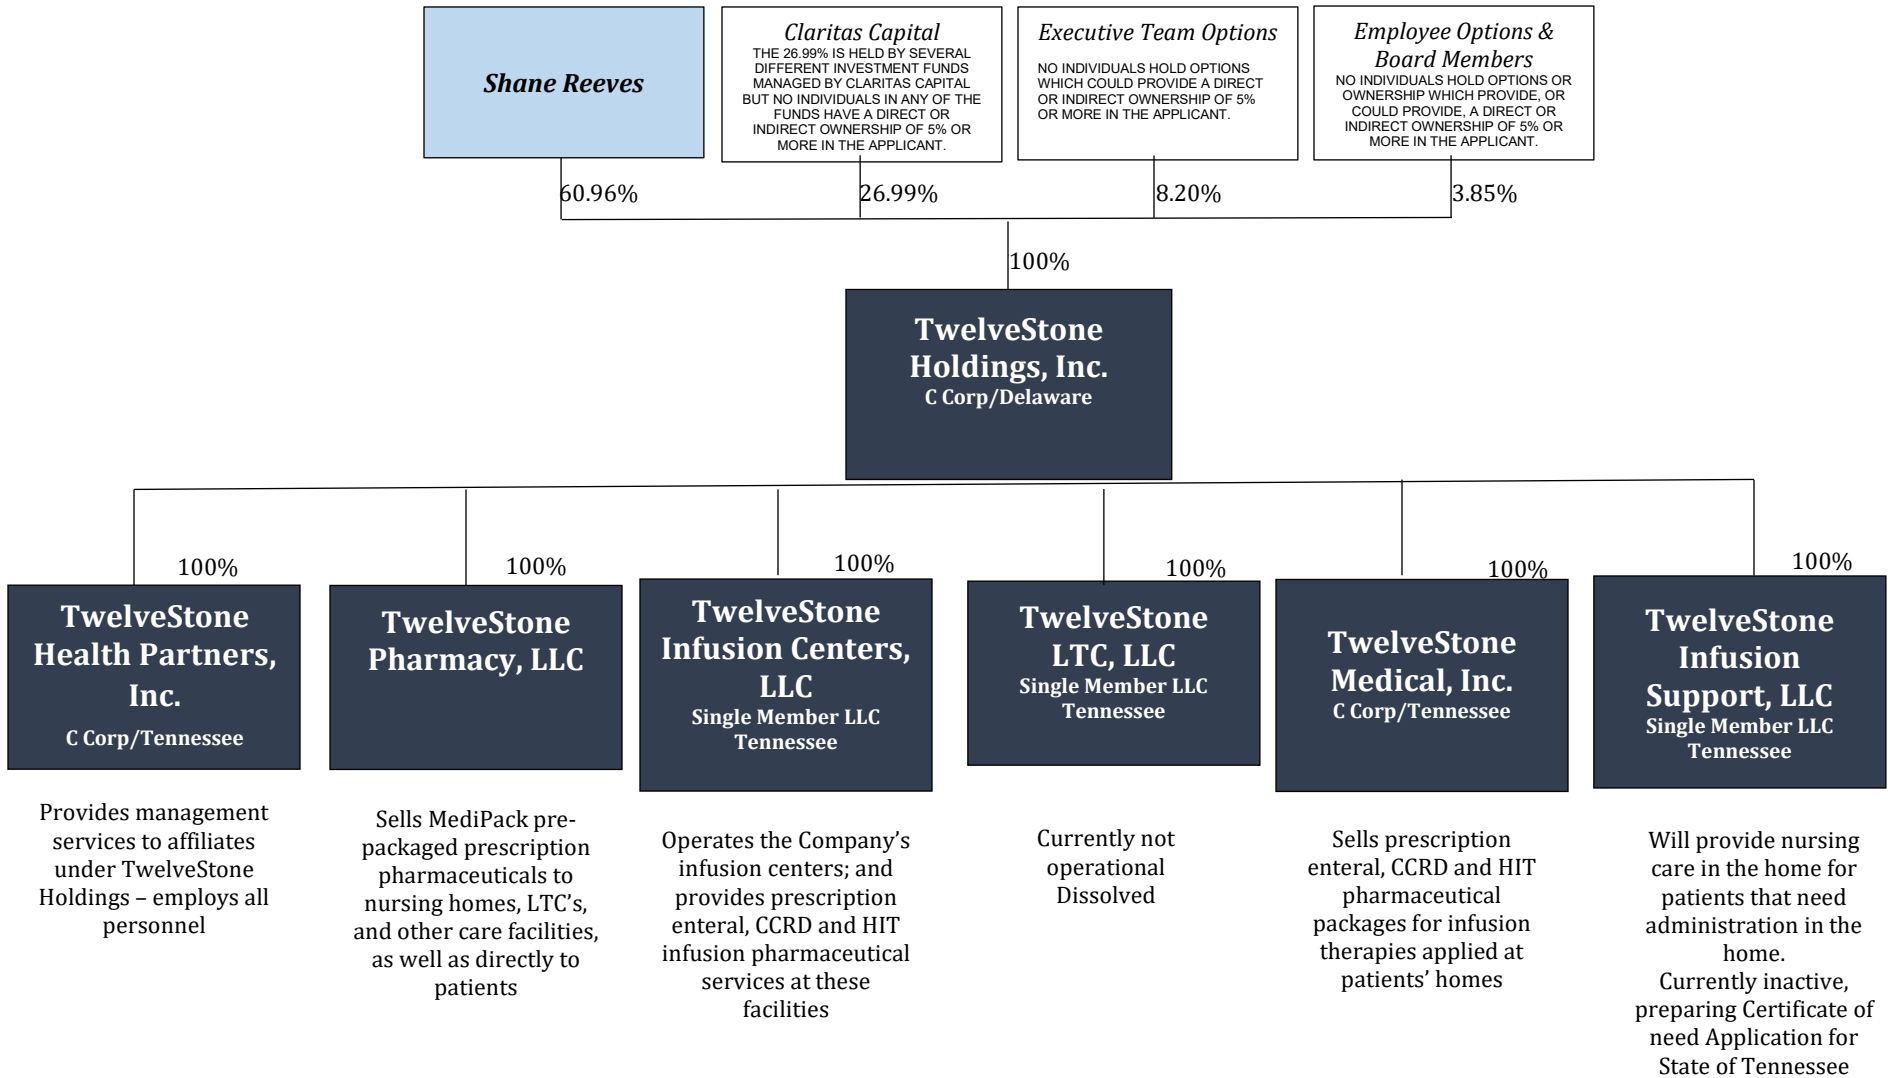 Shane Reeves
Claritas Capital
THE 26.99% IS HELD BY SEVERAL
DIFFERENT INVESTMENT FUNDS
MANAGED BY CLARITAS CAPITAL
BUT NO INDIVIDUALS IN ANY OF THE
FUNDS HAVE A DIRECT OR
INDIRECT OWNERSHIP OF 5% OR
MORE IN THE APPLICANT.
Executive Team Options
NO INDIVIDUALS HOLD OPTIONS
WHICH COULD PROVIDE A DIRECT
OR INDIRECT OWNERSHIP OF 5%
OR MORE IN THE APPLICANT.
Employee Options &
Board Members
NO INDIVIDUALS HOLD OPTIONS OR
OWNERSHIP WHICH PROVIDE, OR
COULD PROVIDE, A DIRECT OR
INDIRECT OWNERSHIP OF 5% OR
MORE IN THE APPLICANT.
60.96%
26.99%
8.20%
3.85%
100%
TwelveStone
Holdings, Inc.
C Corp/Delaware
100%
100%
100%
100%
100%
100%
TwelveStone
Health Partners,
Inc.
C Corp/Tennessee
TwelveStone
Pharmacy, LLC
TwelveStone
Infusion Centers,
LLC
Single Member LLC
Tennessee
TwelveStone
LTC, LLC
Single Member LLC
Tennessee
TwelveStone
Medical, Inc.
C Corp/Tennessee
TwelveStone
Infusion
Support, LLC
Single Member LLC
Tennessee
Provides management
services to affiliates
under TwelveStone
Holdings – employs all
personnel
Sells MediPack pre-
packaged prescription
pharmaceuticals to
nursing homes, LTC's,
and other care facilities,
as well as directly to
patients
Operates the Company's
infusion centers; and
provides prescription
enteral, CCRD and HIT
infusion pharmaceutical
services at these
facilities
Currently not
operational
Dissolved
Sells prescription
enteral, CCRD and HIT
pharmaceutical
packages for infusion
therapies applied at
patients' homes
Will provide nursing
care in the home for
patients that need
administration in the
home.
Currently inactive,
preparing Certificate of
need Application for
State of Tennessee